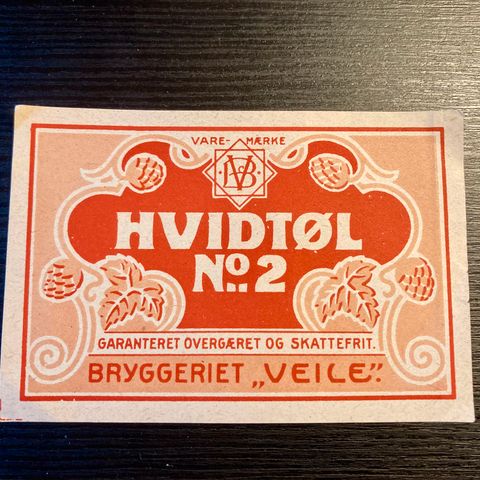 VARE- MÆRKE
HVIDTØL
No. 2
GARANTERET OVERGÆRET OG SKATTEFRIT.
BRYGGERIET „VEILE".